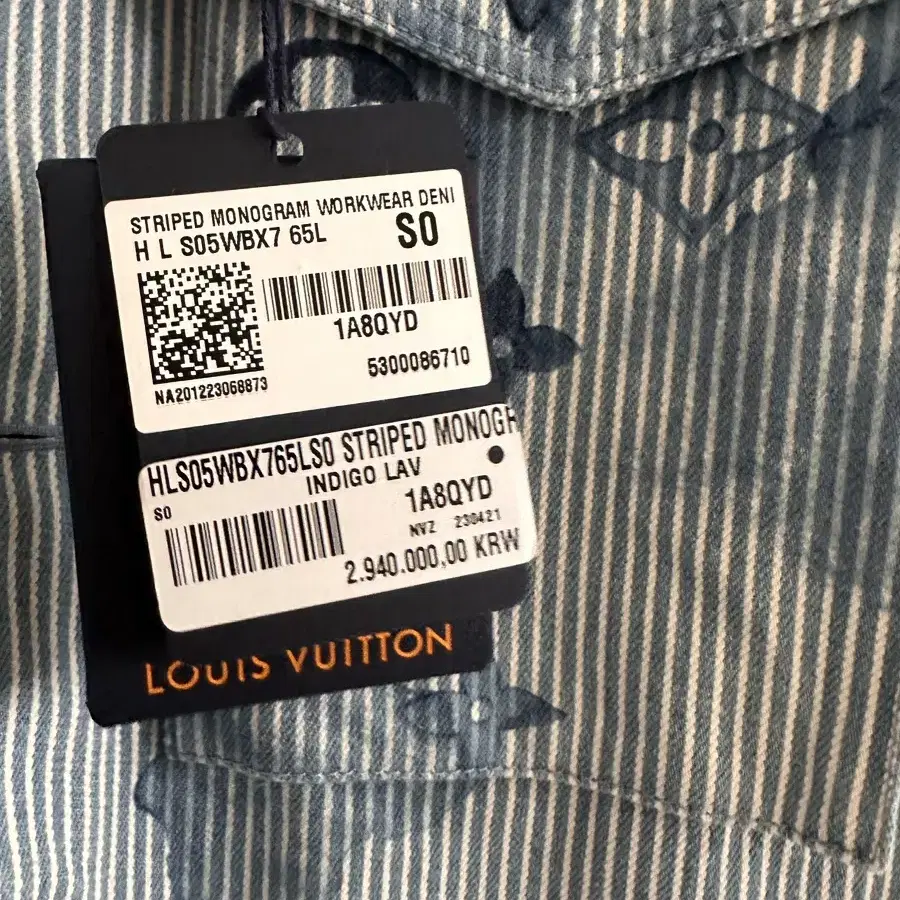 STRIPED MONOGRAM WORKWEAR DENI
H L S05WBX7 65L
S0
1A8QYD
5300086710
NA201223068873
HLS05WBX765LS0 STRIPED MONOGR
INDIGO LAV
S0
1A8QYD
NVZ 230421
2.940.000,00 KRW
LOUIS VUITTON